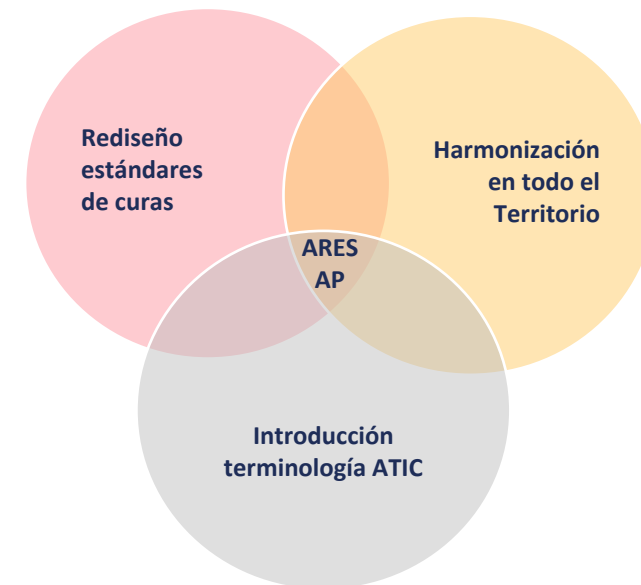 Rediseño
estándares
de curas
Harmonización
en todo el
Territorio
ARES
AP
Introducción
terminología ATIC